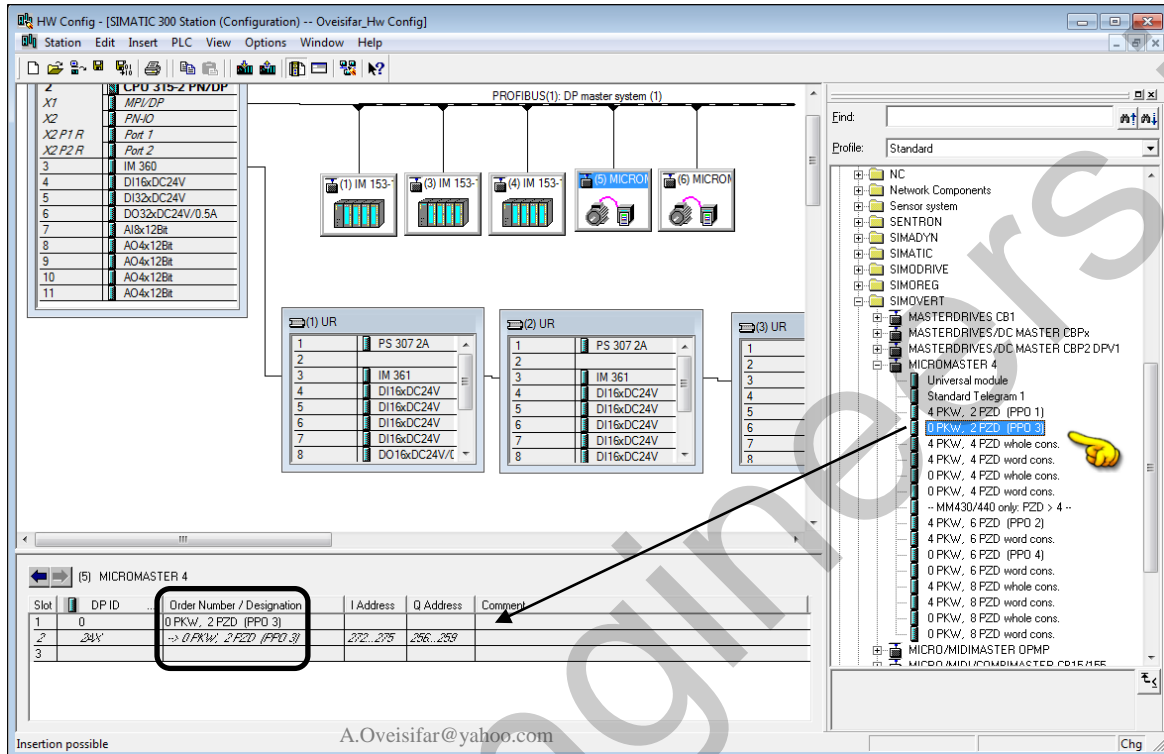 HW Config - [SIMATIC 300 Station (Configuration) -- Oveisifar_Hw Config]
Station Edit Insert PLC View Options Window Help
2 CPU 315-2 PN/DP
X1 MPI/DP
X2 PN-IO
X2 P1 R Port 1
X2 P2 R Port 2
3 IM 360
4 DI16xDC24V
5 DI32xDC24V
6 DO32xDC24V/0.5A
7 AI8x12Bit
8 AO4x12Bit
9 AO4x12Bit
10 AO4x12Bit
11 AO4x12Bit
PROFIBUS(1): DP master system (1)
(1) IM 153-
(3) IM 153-
(4) IM 153-
(5) MICROM
(6) MICROM
(1) UR
1 PS 307 2A
2
3 IM 361
4 DI16xDC24V
5 DI16xDC24V
6 DI16xDC24V
7 DI16xDC24V
8 DO16xDC24V/0
(2) UR
1 PS 307 2A
2
3 IM 361
4 DI16xDC24V
5 DI16xDC24V
6 DI16xDC24V
7 DI16xDC24V
8 DI16xDC24V
(3) UR
1
2
3
4
5
6
7
8
Find:
Profile: Standard
NC
Network Components
Sensor system
SENTRON
SIMADYN
SIMATIC
SIMODRIVE
SIMOREG
SIMOVERT
MASTERDRIVES CB1
MASTERDRIVES/DC MASTER CBPx
MASTERDRIVES/DC MASTER CBP2 DPV1
MICROMASTER 4
Universal module
Standard Telegram 1
4 PKW, 2 PZD (PPO 1)
0 PKW, 2 PZD (PPO 3)
4 PKW, 4 PZD whole cons.
4 PKW, 4 PZD word cons.
0 PKW, 4 PZD whole cons.
0 PKW, 4 PZD word cons.
-- MM430/440 only: PZD > 4 --
4 PKW, 6 PZD (PPO 2)
4 PKW, 6 PZD word cons.
0 PKW, 6 PZD (PPO 4)
0 PKW, 6 PZD word cons.
4 PKW, 8 PZD whole cons.
4 PKW, 8 PZD word cons.
0 PKW, 8 PZD whole cons.
0 PKW, 8 PZD word cons.
MICRO/MIDIMASTER OPMP
MICRO/MIDI/COMBIMASTER CB15/155
(5) MICROMASTER 4
Slot DP ID ... Order Number / Designation I Address Q Address Comment
1 0 0 PKW, 2 PZD (PPO 3)
2 2AX --> 0 PKW, 2 PZD (PPO 3) 272...275 256...259
3
A.Oveisifar@yahoo.com
Insertion possible
Chg